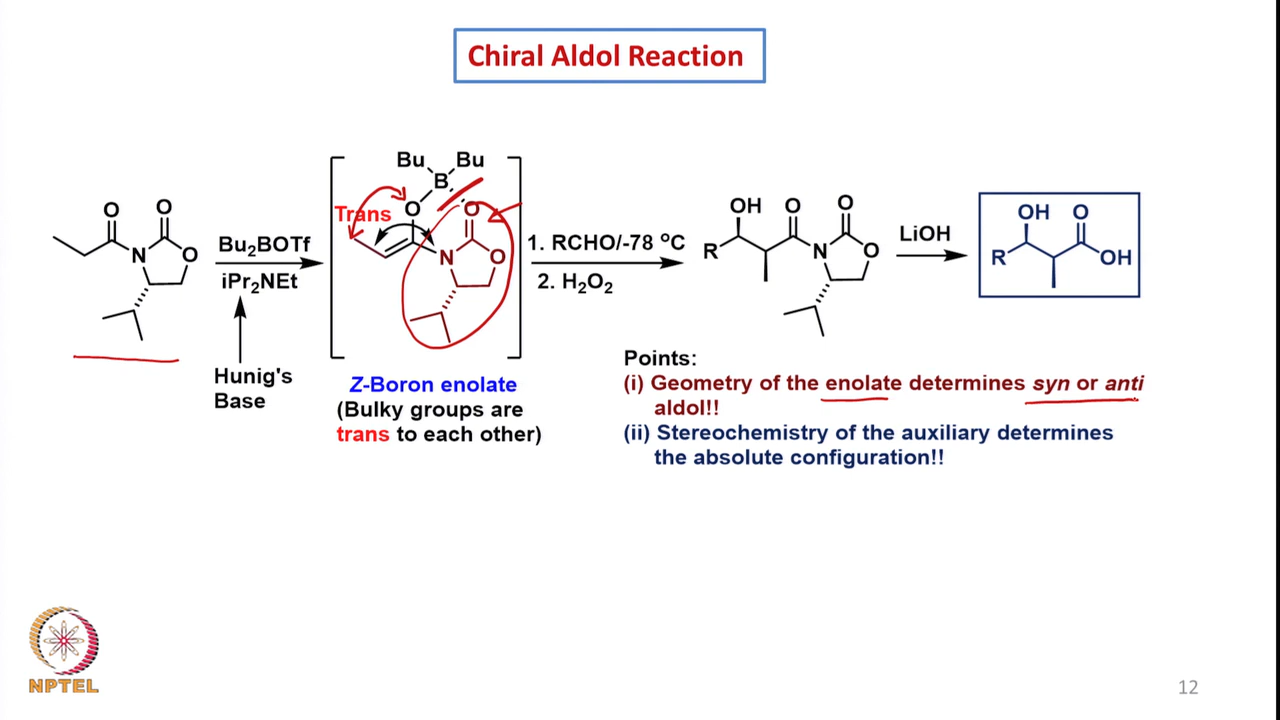 Chiral Aldol Reaction
Bu Bu
B
O O
Trans
O O
N O
Bu₂BOTf
iPr₂NEt
O O
N O
1. RCHO/-78 ºC
2. H₂O₂
OH O O
R N O
LiOH
OH O
R OH
Hunig's
Base
Z-Boron enolate
(Bulky groups are
trans to each other)
Points:
(i) Geometry of the enolate determines syn or anti
aldol!!
(ii) Stereochemistry of the auxiliary determines
the absolute configuration!!
NPTEL
12